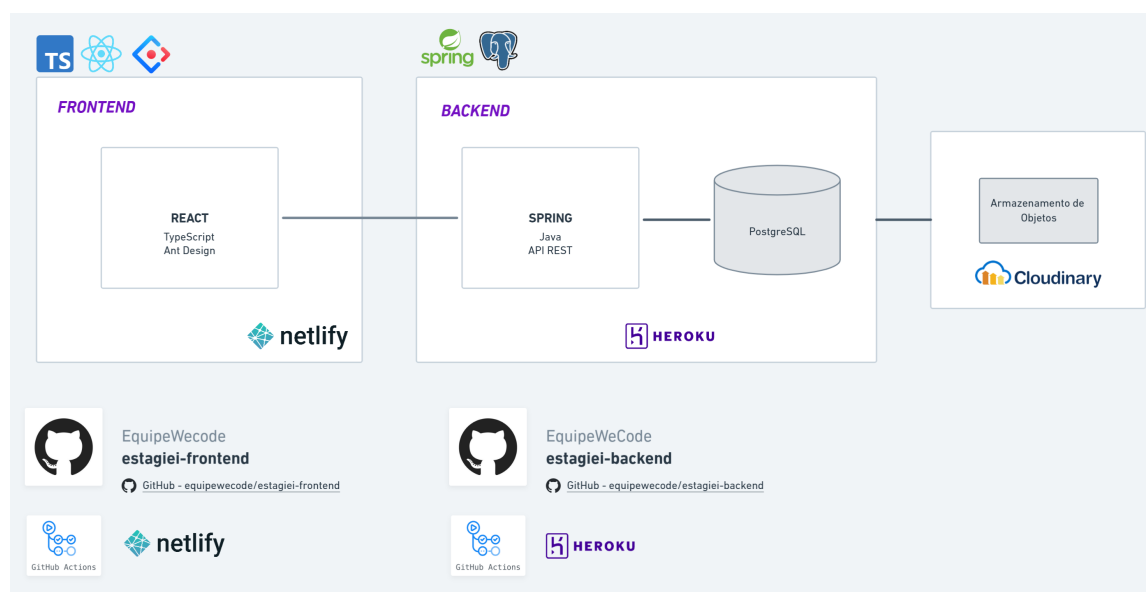 TS
spring
FRONTEND
REACT
TypeScript
Ant Design
netlify
BACKEND
SPRING
Java
API REST
PostgreSQL
HEROKU
Armazenamento de
Objetos
Cloudinary
EquipeWecode
estagiei-frontend
GitHub - equipewecode/estagiei-frontend
GitHub Actions
netlify
EquipeWeCode
estagiei-backend
GitHub - equipewecode/estagiei-backend
GitHub Actions
HEROKU